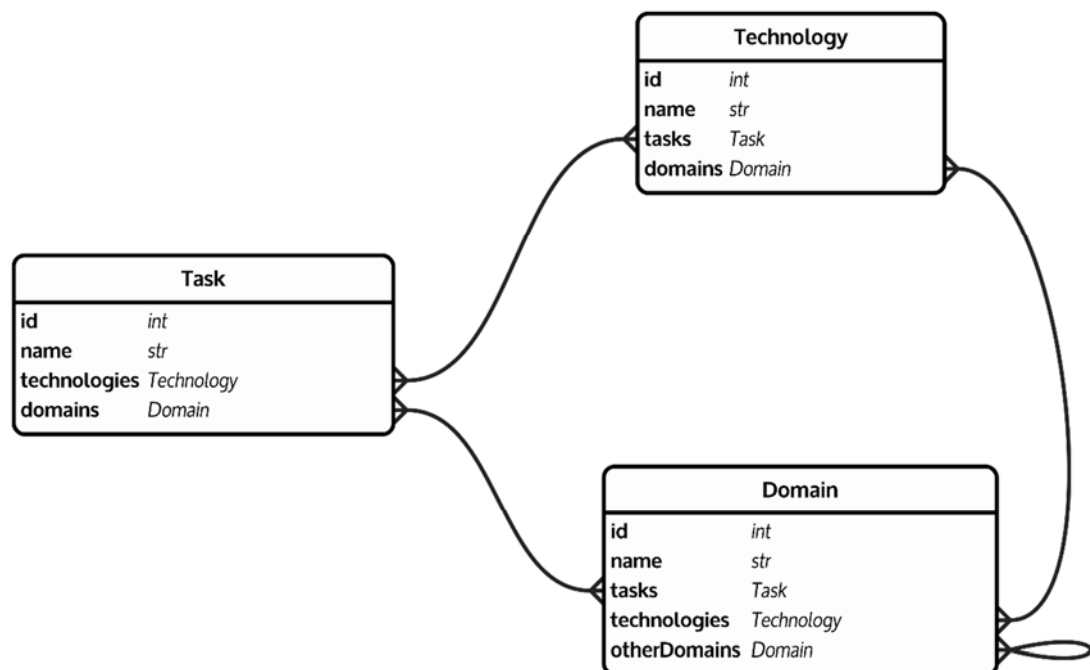 Technology
id int
name str
tasks Task
domains Domain
Task
id int
name str
technologies Technology
domains Domain
Domain
id int
name str
tasks Task
technologies Technology
otherDomains Domain